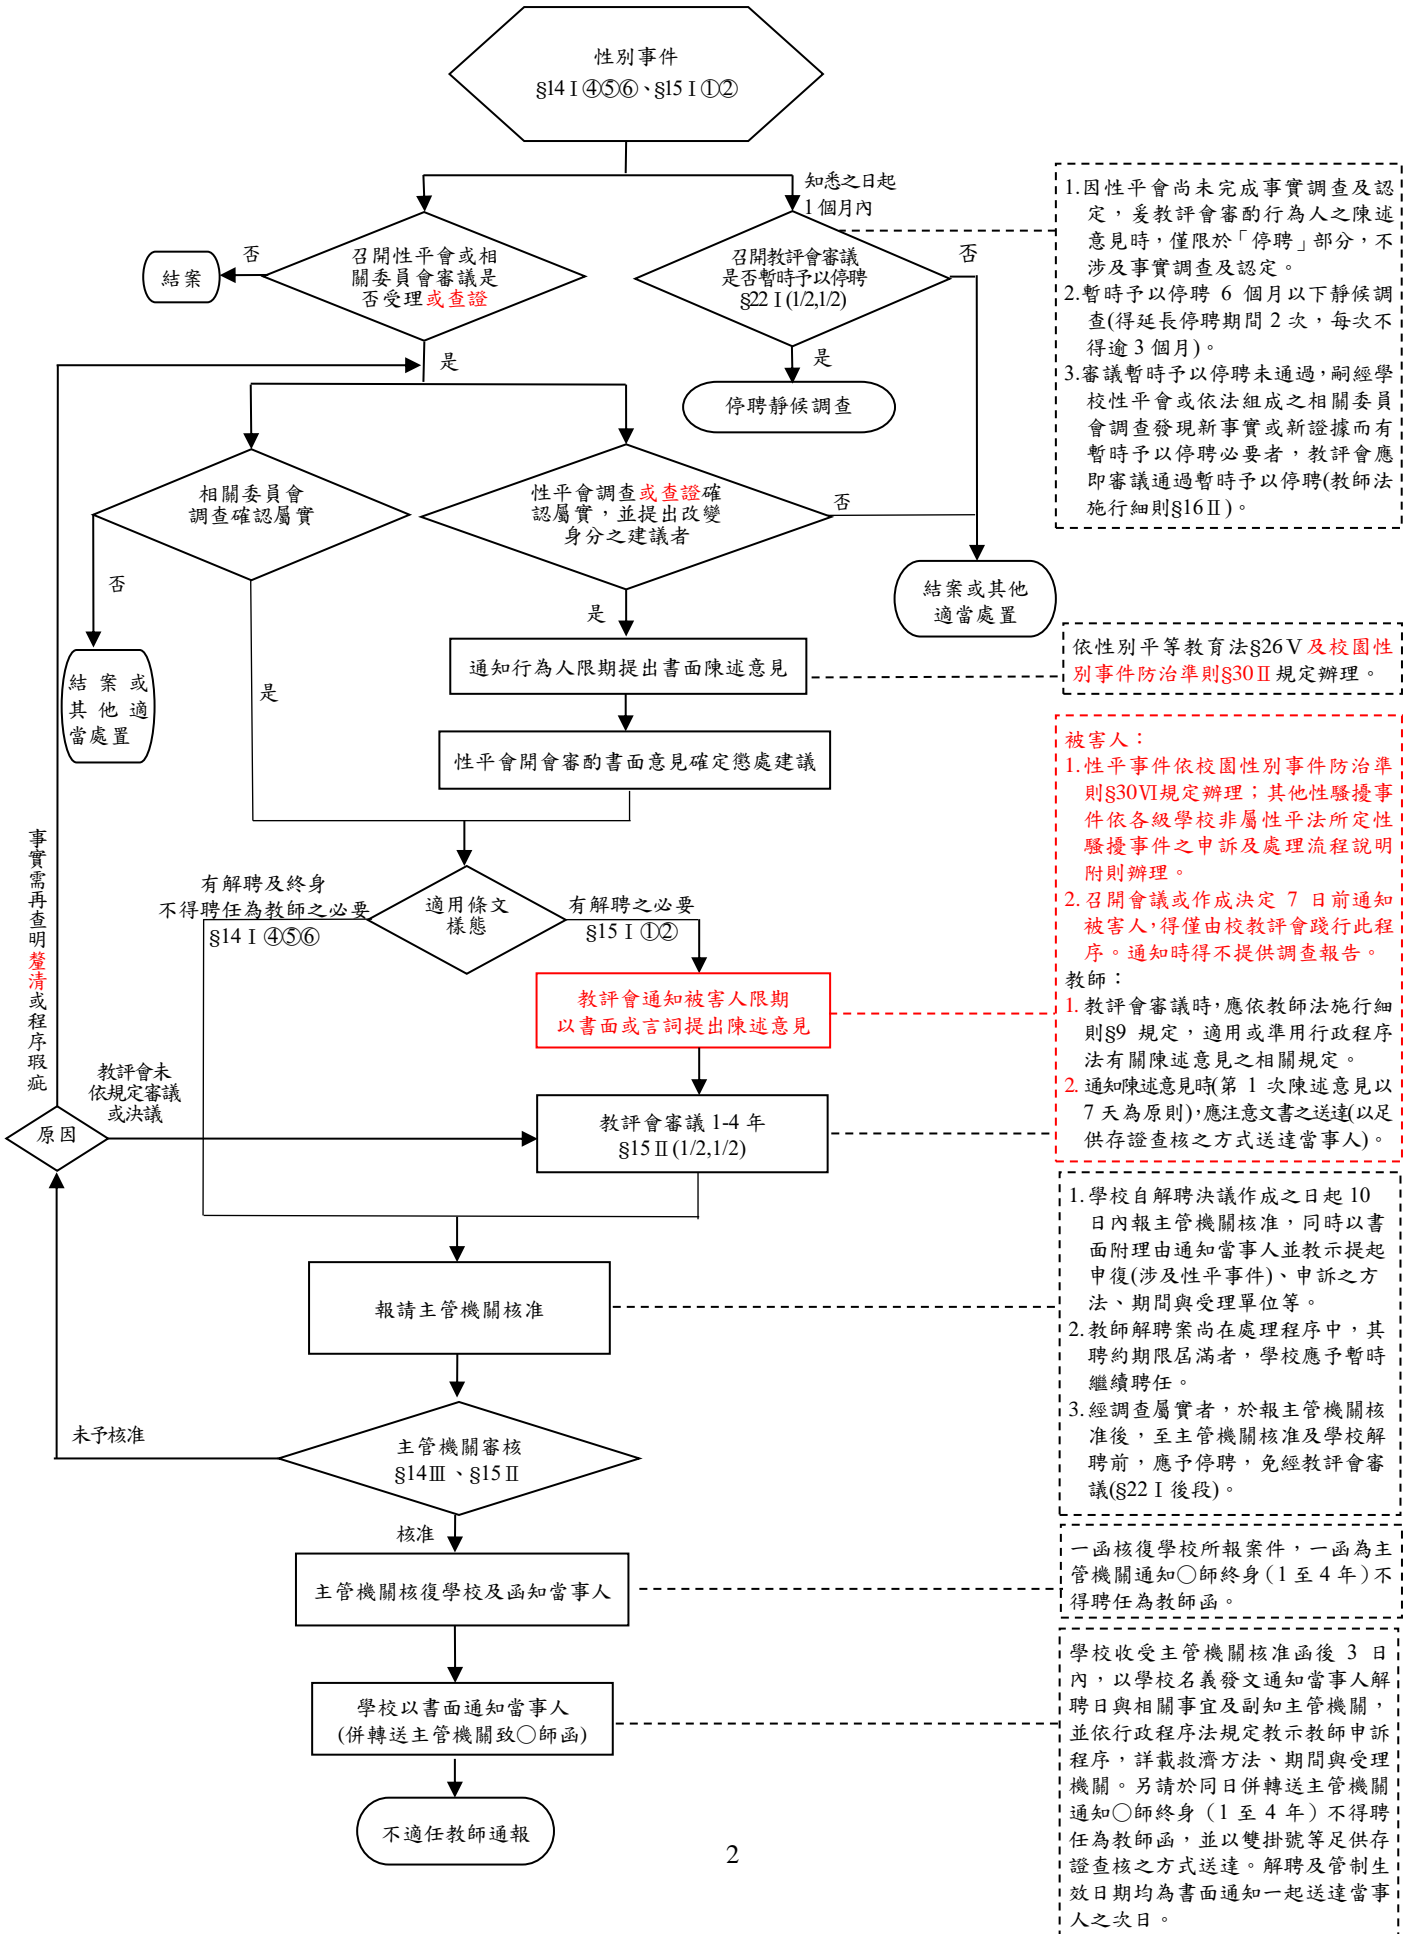 性別事件
§14Ⅰ④⑤⑥、§15Ⅰ①②
知悉之日起
1個月內
否
結案
召開性平會或相
關委員會審議是
否受理或查證
召開教評會審議
是否暫時予以停聘
§22Ⅰ(1/2,1/2)
否
是
是
停聘靜候調查
1.因性平會尚未完成事實調查及認
定，爰教評會審酌行為人之陳述
意見時，僅限於「停聘」部分，不
涉及事實調查及認定。
2.暫時予以停聘 6 個月以下靜候調
查(得延長停聘期間 2 次，每次不
得逾 3 個月)。
3.審議暫時予以停聘未通過，嗣經學
校性平會或依法組成之相關委員
會調查發現新事實或新證據而有
暫時予以停聘必要者，教評會應
即審議通過暫時予以停聘(教師法
施行細則§16Ⅱ)。
相關委員會
調查確認屬實
性平會調查或查證確
認屬實，並提出改變
身分之建議者
否
否
是
結案或其他
適當處置
結案或
其他適
當處置
是
通知行為人限期提出書面陳述意見
依性別平等教育法§26Ⅴ及校園性
別事件防治準則§30Ⅱ規定辦理。
性平會開會審酌書面意見確定懲處建議
被害人：
1.性平事件依校園性別事件防治準
則§30Ⅵ規定辦理；其他性騷擾事
件依各級學校非屬性平法所定性
騷擾事件之申訴及處理流程說明
附則辦理。
2.召開會議或作成決定 7 日前通知
被害人，得僅由校教評會踐行此程
序。通知時得不提供調查報告。
教師：
1.教評會審議時，應依教師法施行細
則§9 規定，適用或準用行政程序
法有關陳述意見之相關規定。
2.通知陳述意見時(第 1 次陳述意見以
7 天為原則)，應注意文書之送達(以足
供存證查核之方式送達當事人)。
事實需再查明釐清或程序瑕疵
有解聘及終身
不得聘任為教師之必要
§14Ⅰ④⑤⑥
適用條文
樣態
有解聘之必要
§15Ⅰ①②
教評會通知被害人限期
以書面或言詞提出陳述意見
教評會未
依規定審議
或決議
原因
教評會審議 1-4 年
§15Ⅱ(1/2,1/2)
報請主管機關核准
1.學校自解聘決議作成之日起 10
日內報主管機關核准，同時以書
面附理由通知當事人並教示提起
申復(涉及性平事件)、申訴之方
法、期間與受理單位等。
2.教師解聘案尚在處理程序中，其
聘約期限屆滿者，學校應予暫時
繼續聘任。
3.經調查屬實者，於報主管機關核
准後，至主管機關核准及學校解
聘前，應予停聘，免經教評會審
議(§22Ⅰ後段)。
未予核准
主管機關審核
§14Ⅲ、§15Ⅱ
核准
主管機關核復學校及函知當事人
一函核復學校所報案件，一函為主
管機關通知○師終身(1 至 4 年)不
得聘任為教師函。
學校以書面通知當事人
(併轉送主管機關致○師函)
學校收受主管機關核准函後 3 日
內，以學校名義發文通知當事人解
聘日與相關事宜及副知主管機關，
並依行政程序法規定教示教師申訴
程序，詳載救濟方法、期間與受理
機關。另請於同日併轉送主管機關
通知○師終身（1 至 4 年）不得聘
任為教師函，並以雙掛號等足供存
證查核之方式送達。解聘及管制生
效日期均為書面通知一起送達當事
人之次日。
不適任教師通報
2